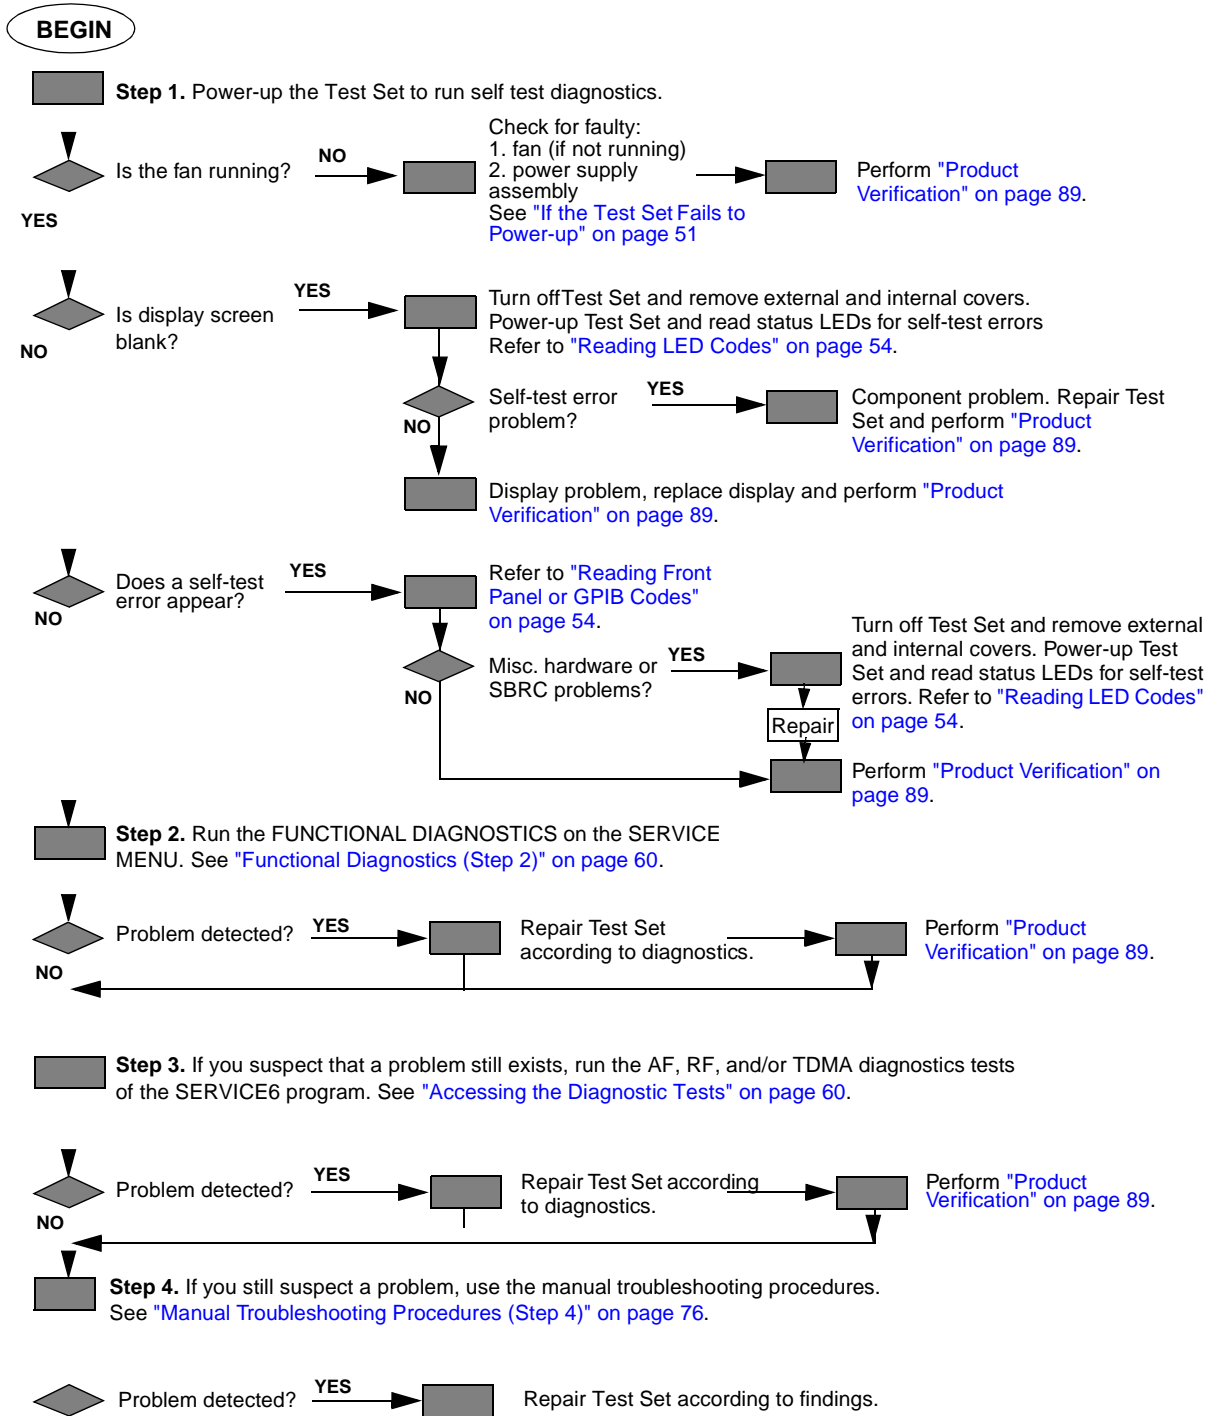 BEGIN
Step 1. Power-up the Test Set to run self test diagnostics.
Is the fan running?
NO
YES
Check for faulty:
1. fan (if not running)
2. power supply
assembly
See "If the Test Set Fails to
Power-up" on page 51
Perform "Product
Verification" on page 89.
Is display screen
blank?
YES
NO
Turn offTest Set and remove external and internal covers.
Power-up Test Set and read status LEDs for self-test errors
Refer to "Reading LED Codes" on page 54.
Self-test error
problem?
YES
NO
Component problem. Repair Test
Set and perform "Product
Verification" on page 89.
Display problem, replace display and perform "Product
Verification" on page 89.
Does a self-test
error appear?
YES
NO
Refer to "Reading Front
Panel or GPIB Codes"
on page 54.
Misc. hardware or
SBRC problems?
YES
NO
Turn off Test Set and remove external
and internal covers. Power-up Test
Set and read status LEDs for self-test
errors. Refer to "Reading LED Codes"
on page 54.
Repair
Perform "Product Verification" on
page 89.
Step 2. Run the FUNCTIONAL DIAGNOSTICS on the SERVICE
MENU. See "Functional Diagnostics (Step 2)" on page 60.
Problem detected?
YES
NO
Repair Test Set
according to diagnostics.
Perform "Product
Verification" on page 89.
Step 3. If you suspect that a problem still exists, run the AF, RF, and/or TDMA diagnostics tests
of the SERVICE6 program. See "Accessing the Diagnostic Tests" on page 60.
Problem detected?
YES
NO
Repair Test Set according
to diagnostics.
Perform "Product
Verification" on page 89.
Step 4. If you still suspect a problem, use the manual troubleshooting procedures.
See "Manual Troubleshooting Procedures (Step 4)" on page 76.
Problem detected?
YES
Repair Test Set according to findings.